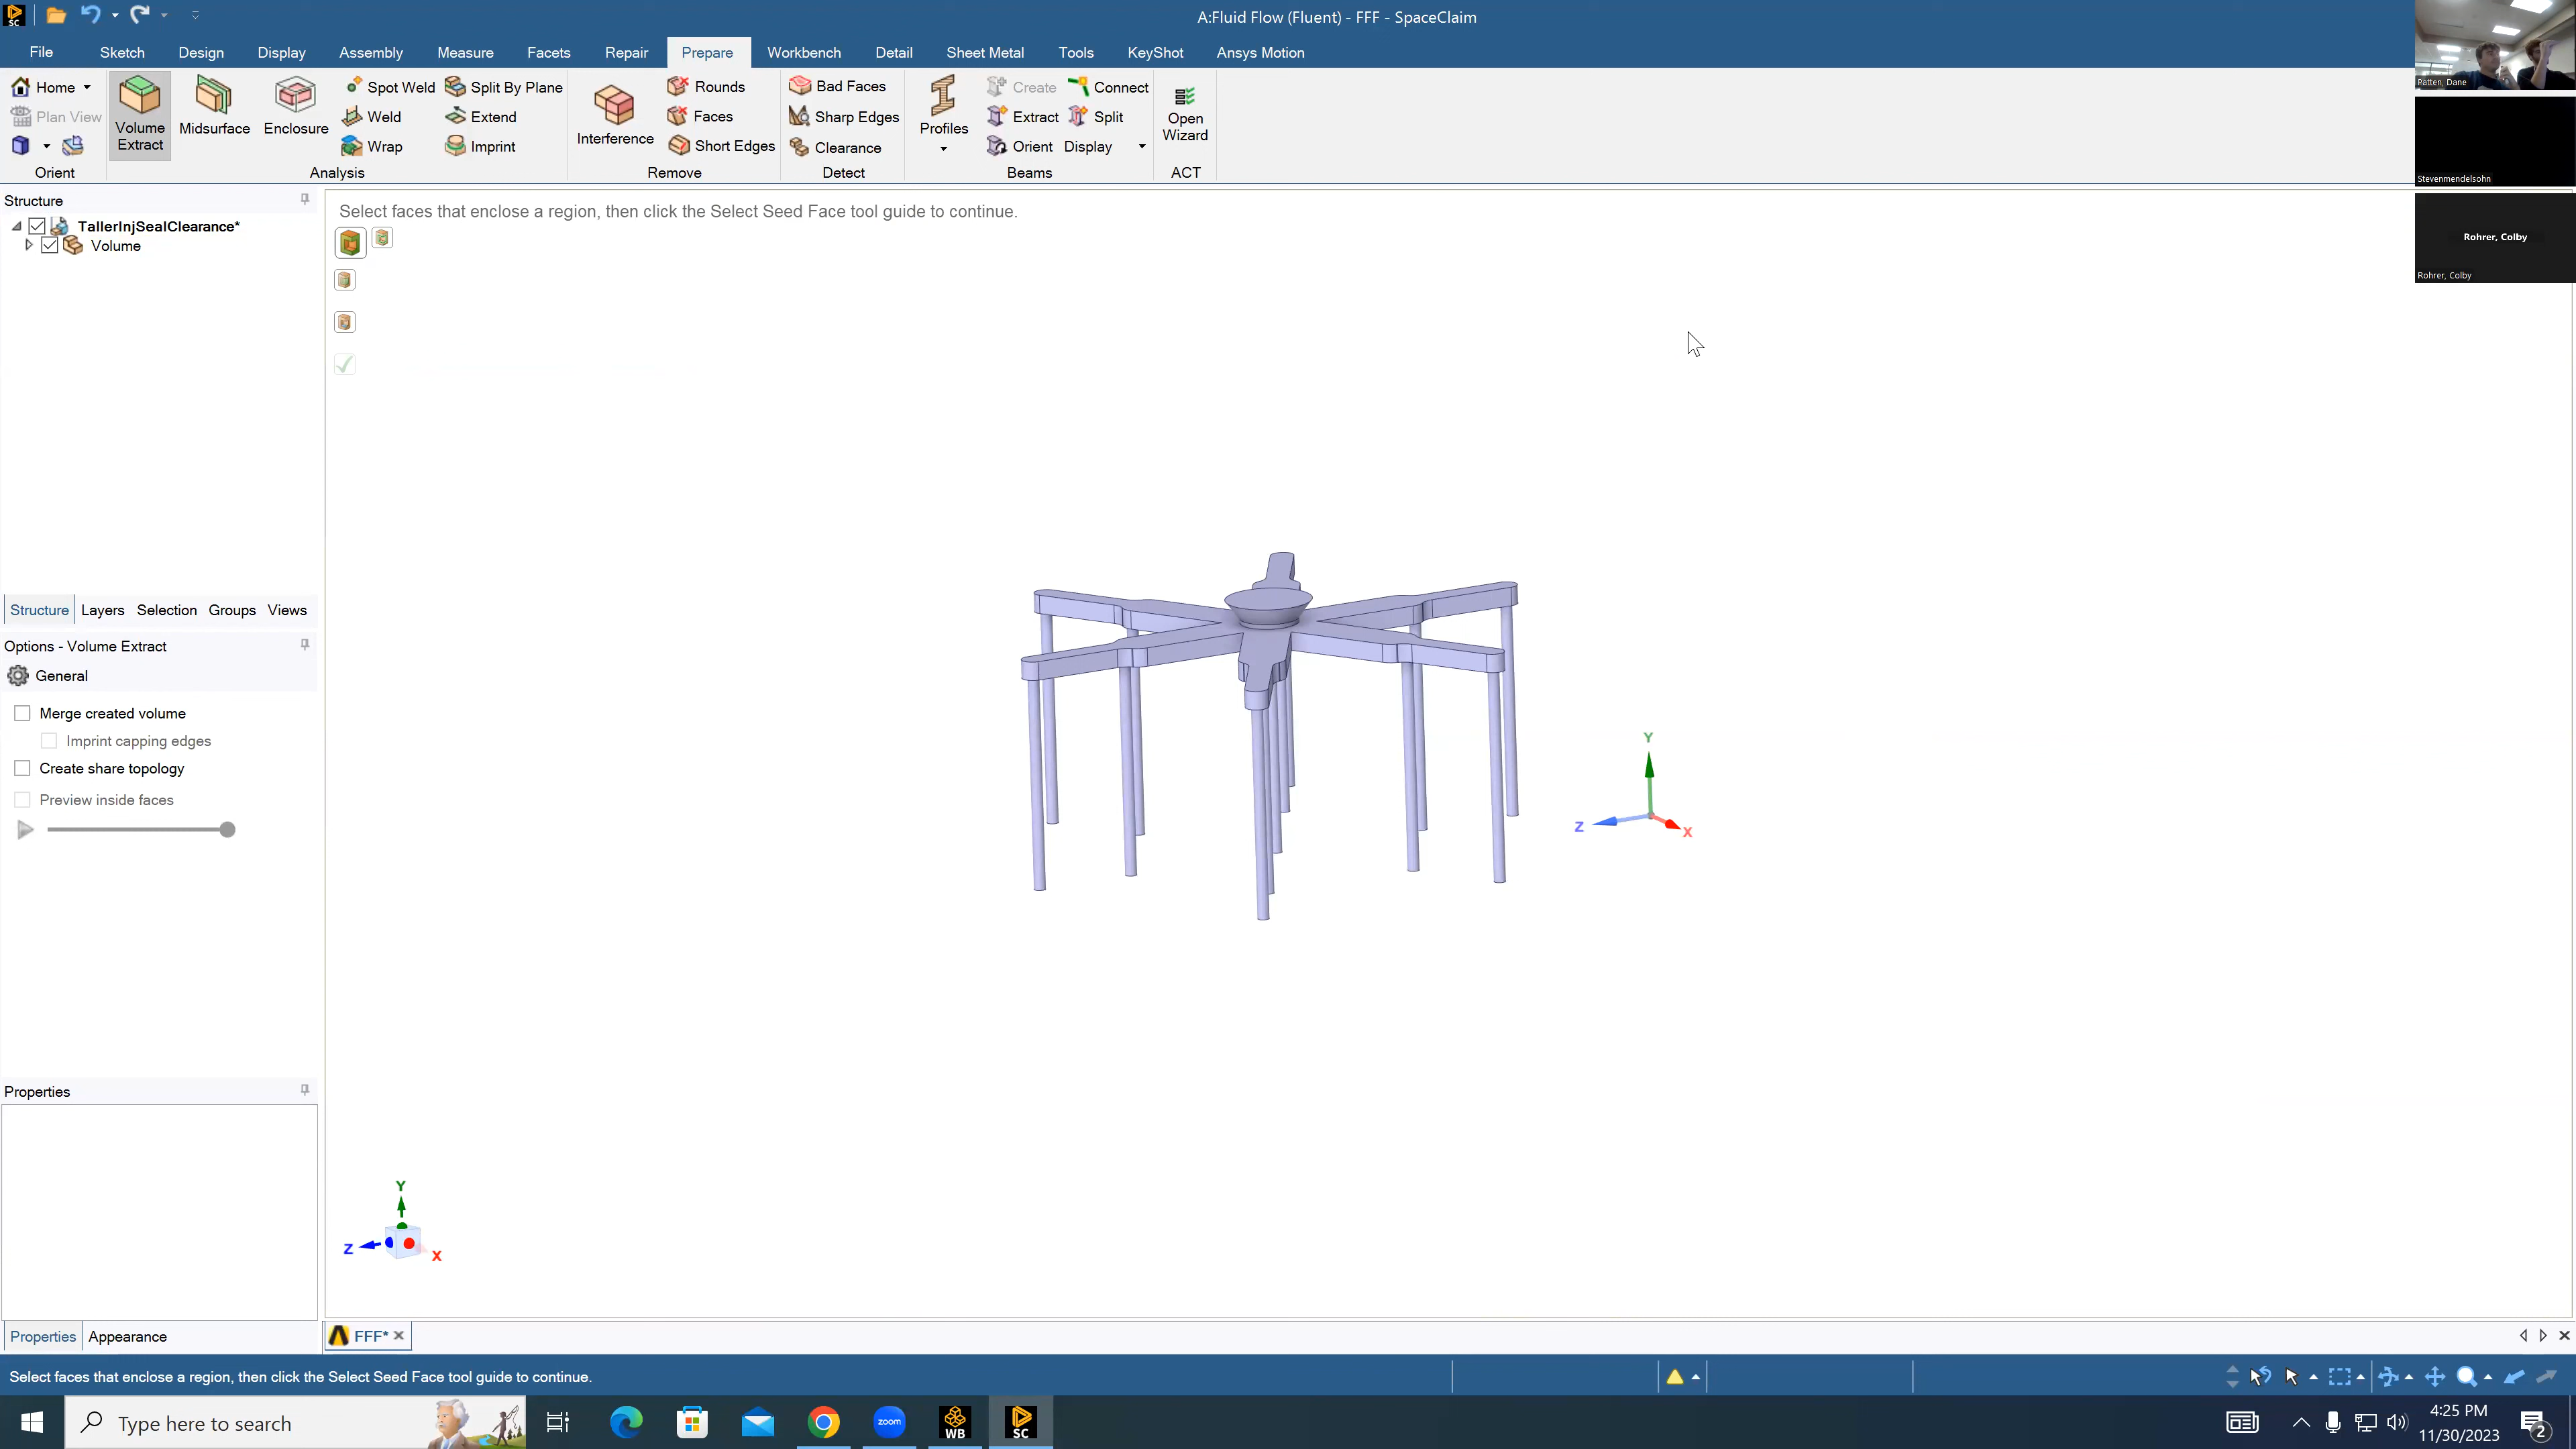 A:Fluid Flow (Fluent) - FFF - SpaceClaim
File Sketch Design Display Assembly Measure Facets Repair Prepare Workbench Detail Sheet Metal Tools KeyShot Ansys Motion
Home
Plan View
Orient
Volume Extract
Midsurface
Enclosure
Spot Weld
Weld
Wrap
Split By Plane
Extend
Imprint
Analysis
Interference
Rounds
Faces
Short Edges
Remove
Bad Faces
Sharp Edges
Clearance
Detect
Profiles
Create
Extract
Orient
Connect
Split
Display
Beams
Open Wizard
ACT
Patten, Dane
Stevenmendelsohn
Rohrer, Colby
Rohrer, Colby
Structure
TallerInjSealClearance*
Volume
Select faces that enclose a region, then click the Select Seed Face tool guide to continue.
Structure Layers Selection Groups Views
Options - Volume Extract
General
Merge created volume
Imprint capping edges
Create share topology
Preview inside faces
Y
Z
X
Properties
Y
Z
X
Properties Appearance
FFF*
Select faces that enclose a region, then click the Select Seed Face tool guide to continue.
Type here to search
zoom
WB
SC
SC
4:25 PM
11/30/2023
2